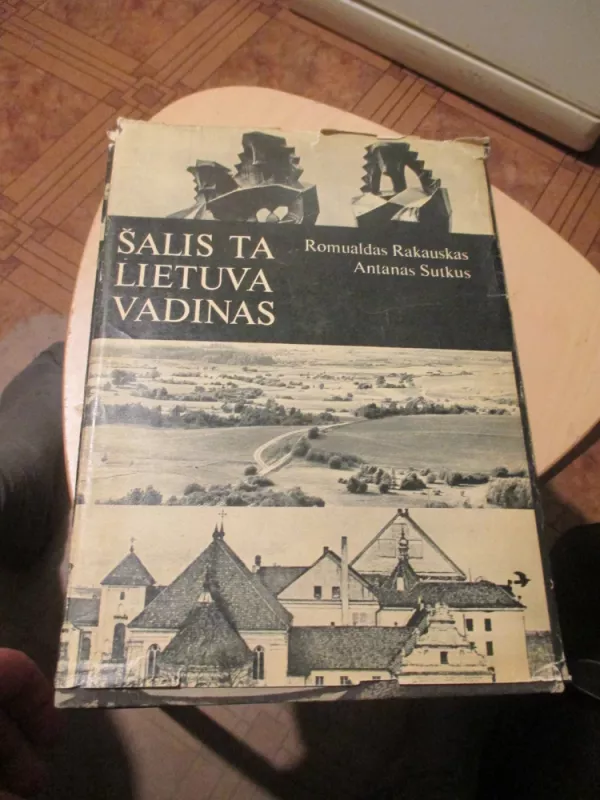 ŠALIS TA
LIETUVA
VADINAS
Romualdas Rakauskas
Antanas Sutkus